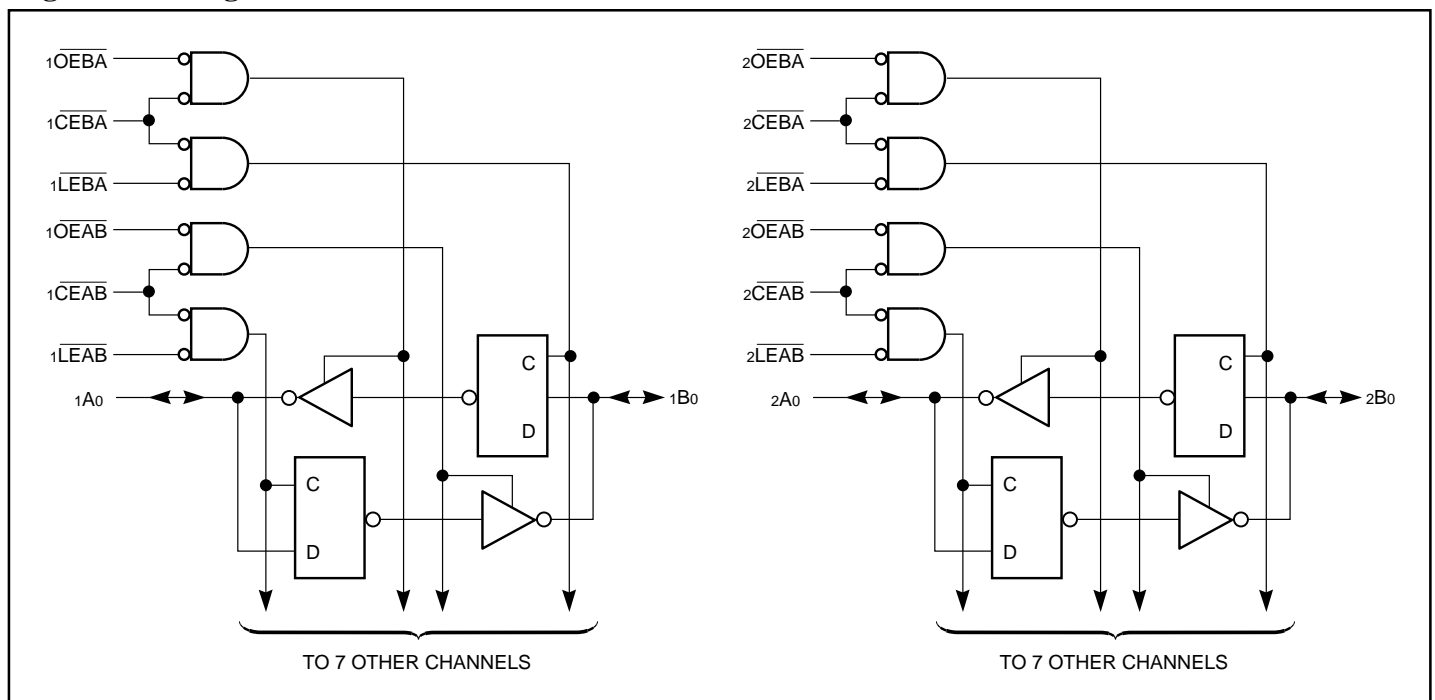 1OEBA
1CEBA
1LEBA
1OEAB
1CEAB
1LEAB
C
1A0
1B0
D
C
D
TO 7 OTHER CHANNELS
2OEBA
2CEBA
2LEBA
2OEAB
2CEAB
2LEAB
C
2A0
2B0
D
C
D
TO 7 OTHER CHANNELS